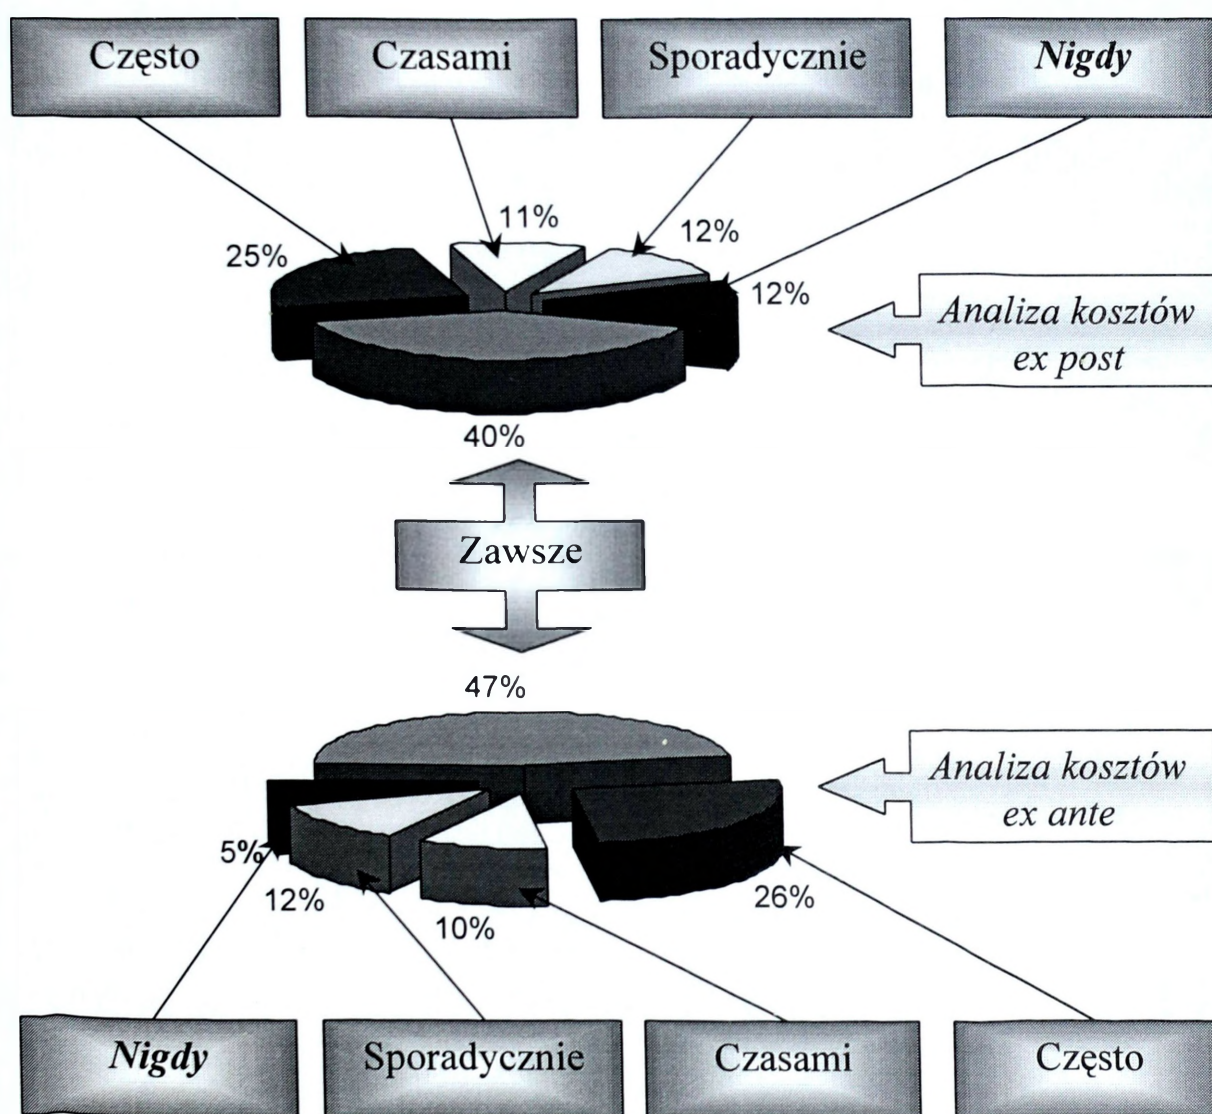 Często
Czasami
Sporadycznie
Nigdy
11%
25%
12%
12%
Analiza kosztów
ex post
40%
Zawsze
47%
Analiza kosztów
ex ante
5%
12%
10%
26%
Nigdy
Sporadycznie
Czasami
Często